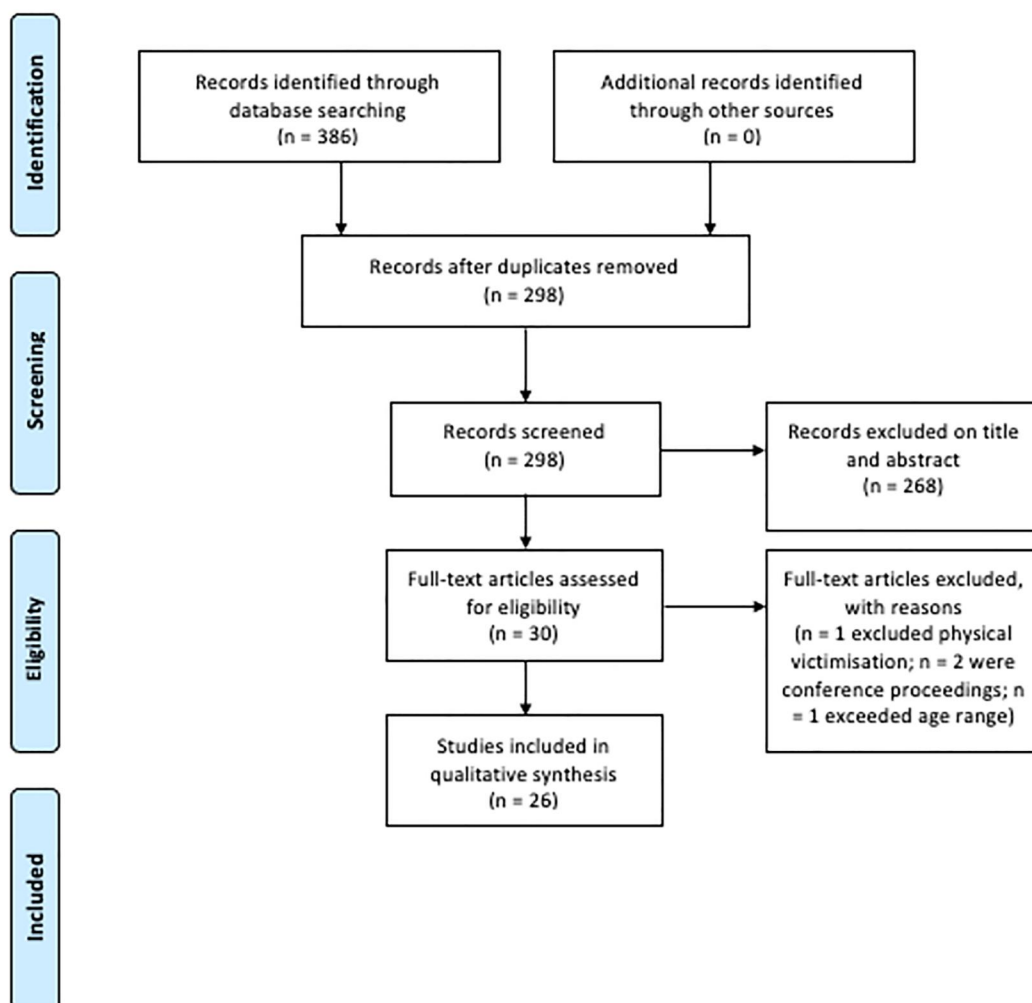 Identification
Records identified through
database searching
(n = 386)
Additional records identified
through other sources
(n = 0)
Records after duplicates removed
(n = 298)
Screening
Records screened
(n = 298)
Records excluded on title
and abstract
(n = 268)
Eligibility
Full-text articles assessed
for eligibility
(n = 30)
Full-text articles excluded,
with reasons
(n = 1 excluded physical
victimisation; n = 2 were
conference proceedings; n
= 1 exceeded age range)
Studies included in
qualitative synthesis
(n = 26)
Included